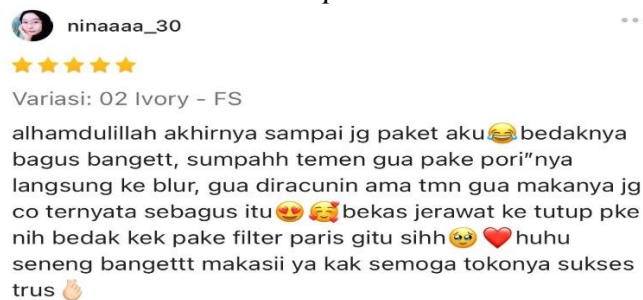 ninaaaa_30
Variasi: 02 Ivory - FS
alhamdulillah akhirnya sampai jg paket aku😂bedaknya
bagus bangett, sumpahh temen gua pake pori”nya
langsung ke blur, gua diracunin ama tmn gua makanya jg
co ternyata sebagus itu😍🥰bekas jerawat ke tutup pke
nih bedak kek pake filter paris gitu sihh🥹❤️huhu
seneng bangettt makasii ya kak semoga tokonya sukses
trus🫰🏻